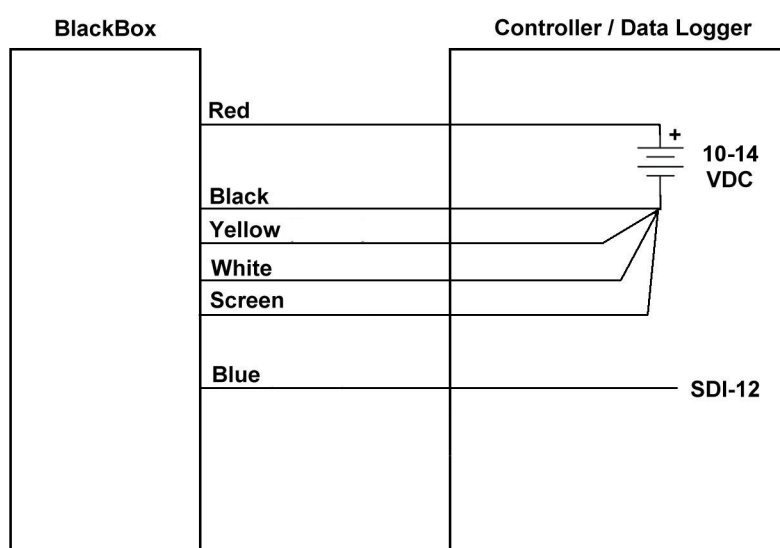 BlackBox
Controller / Data Logger
Red
+
10-14
VDC
Black
Yellow
White
Screen
Blue
SDI-12